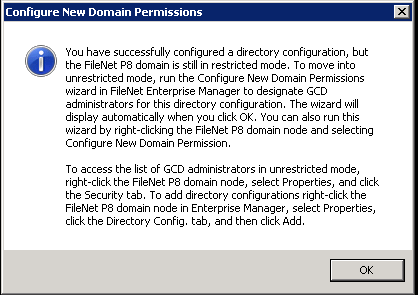 Configure New Domain Permissions
You have successfully configured a directory configuration, but
the FileNet P8 domain is still in restricted mode. To move into
unrestricted mode, run the Configure New Domain Permissions
wizard in FileNet Enterprise Manager to designate GCD
administrators for this directory configuration. The wizard will
display automatically when you click OK. You can also run this
wizard by right-clicking the FileNet P8 domain node and selecting
Configure New Domain Permission.
To access the list of GCD administrators in unrestricted mode,
right-click the FileNet P8 domain node, select Properties, and click
the Security tab. To add directory configurations right-click the
FileNet P8 domain node in Enterprise Manager, select Properties,
click the Directory Config. tab, and then click Add.
OK